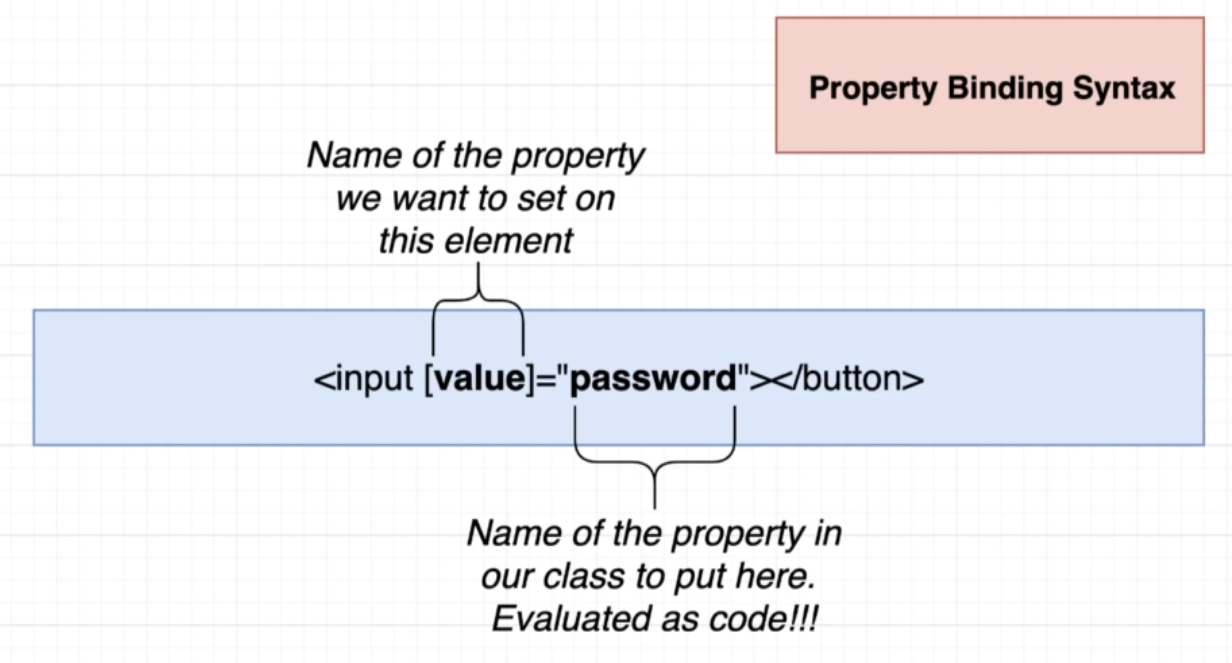 Property Binding Syntax
Name of the property
we want to set on
this element
<input [value]="password"></button>
Name of the property in
our class to put here.
Evaluated as code!!!